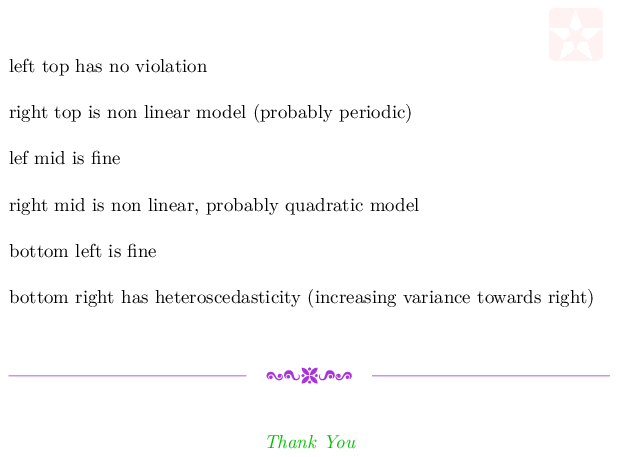 left top has no violation
right top is non linear model (probably periodic)
lef mid is fine
right mid is non linear, probably quadratic model
bottom left is fine
bottom right has heteroscedasticity (increasing variance towards right)
Thank You